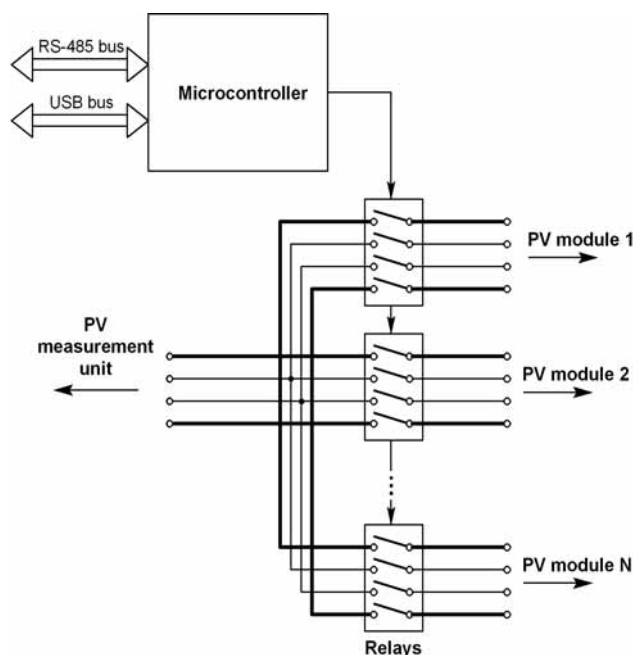 RS-485 bus
USB bus
Microcontroller
PV module 1
PV
measurement
unit
PV module 2
PV module N
Relays